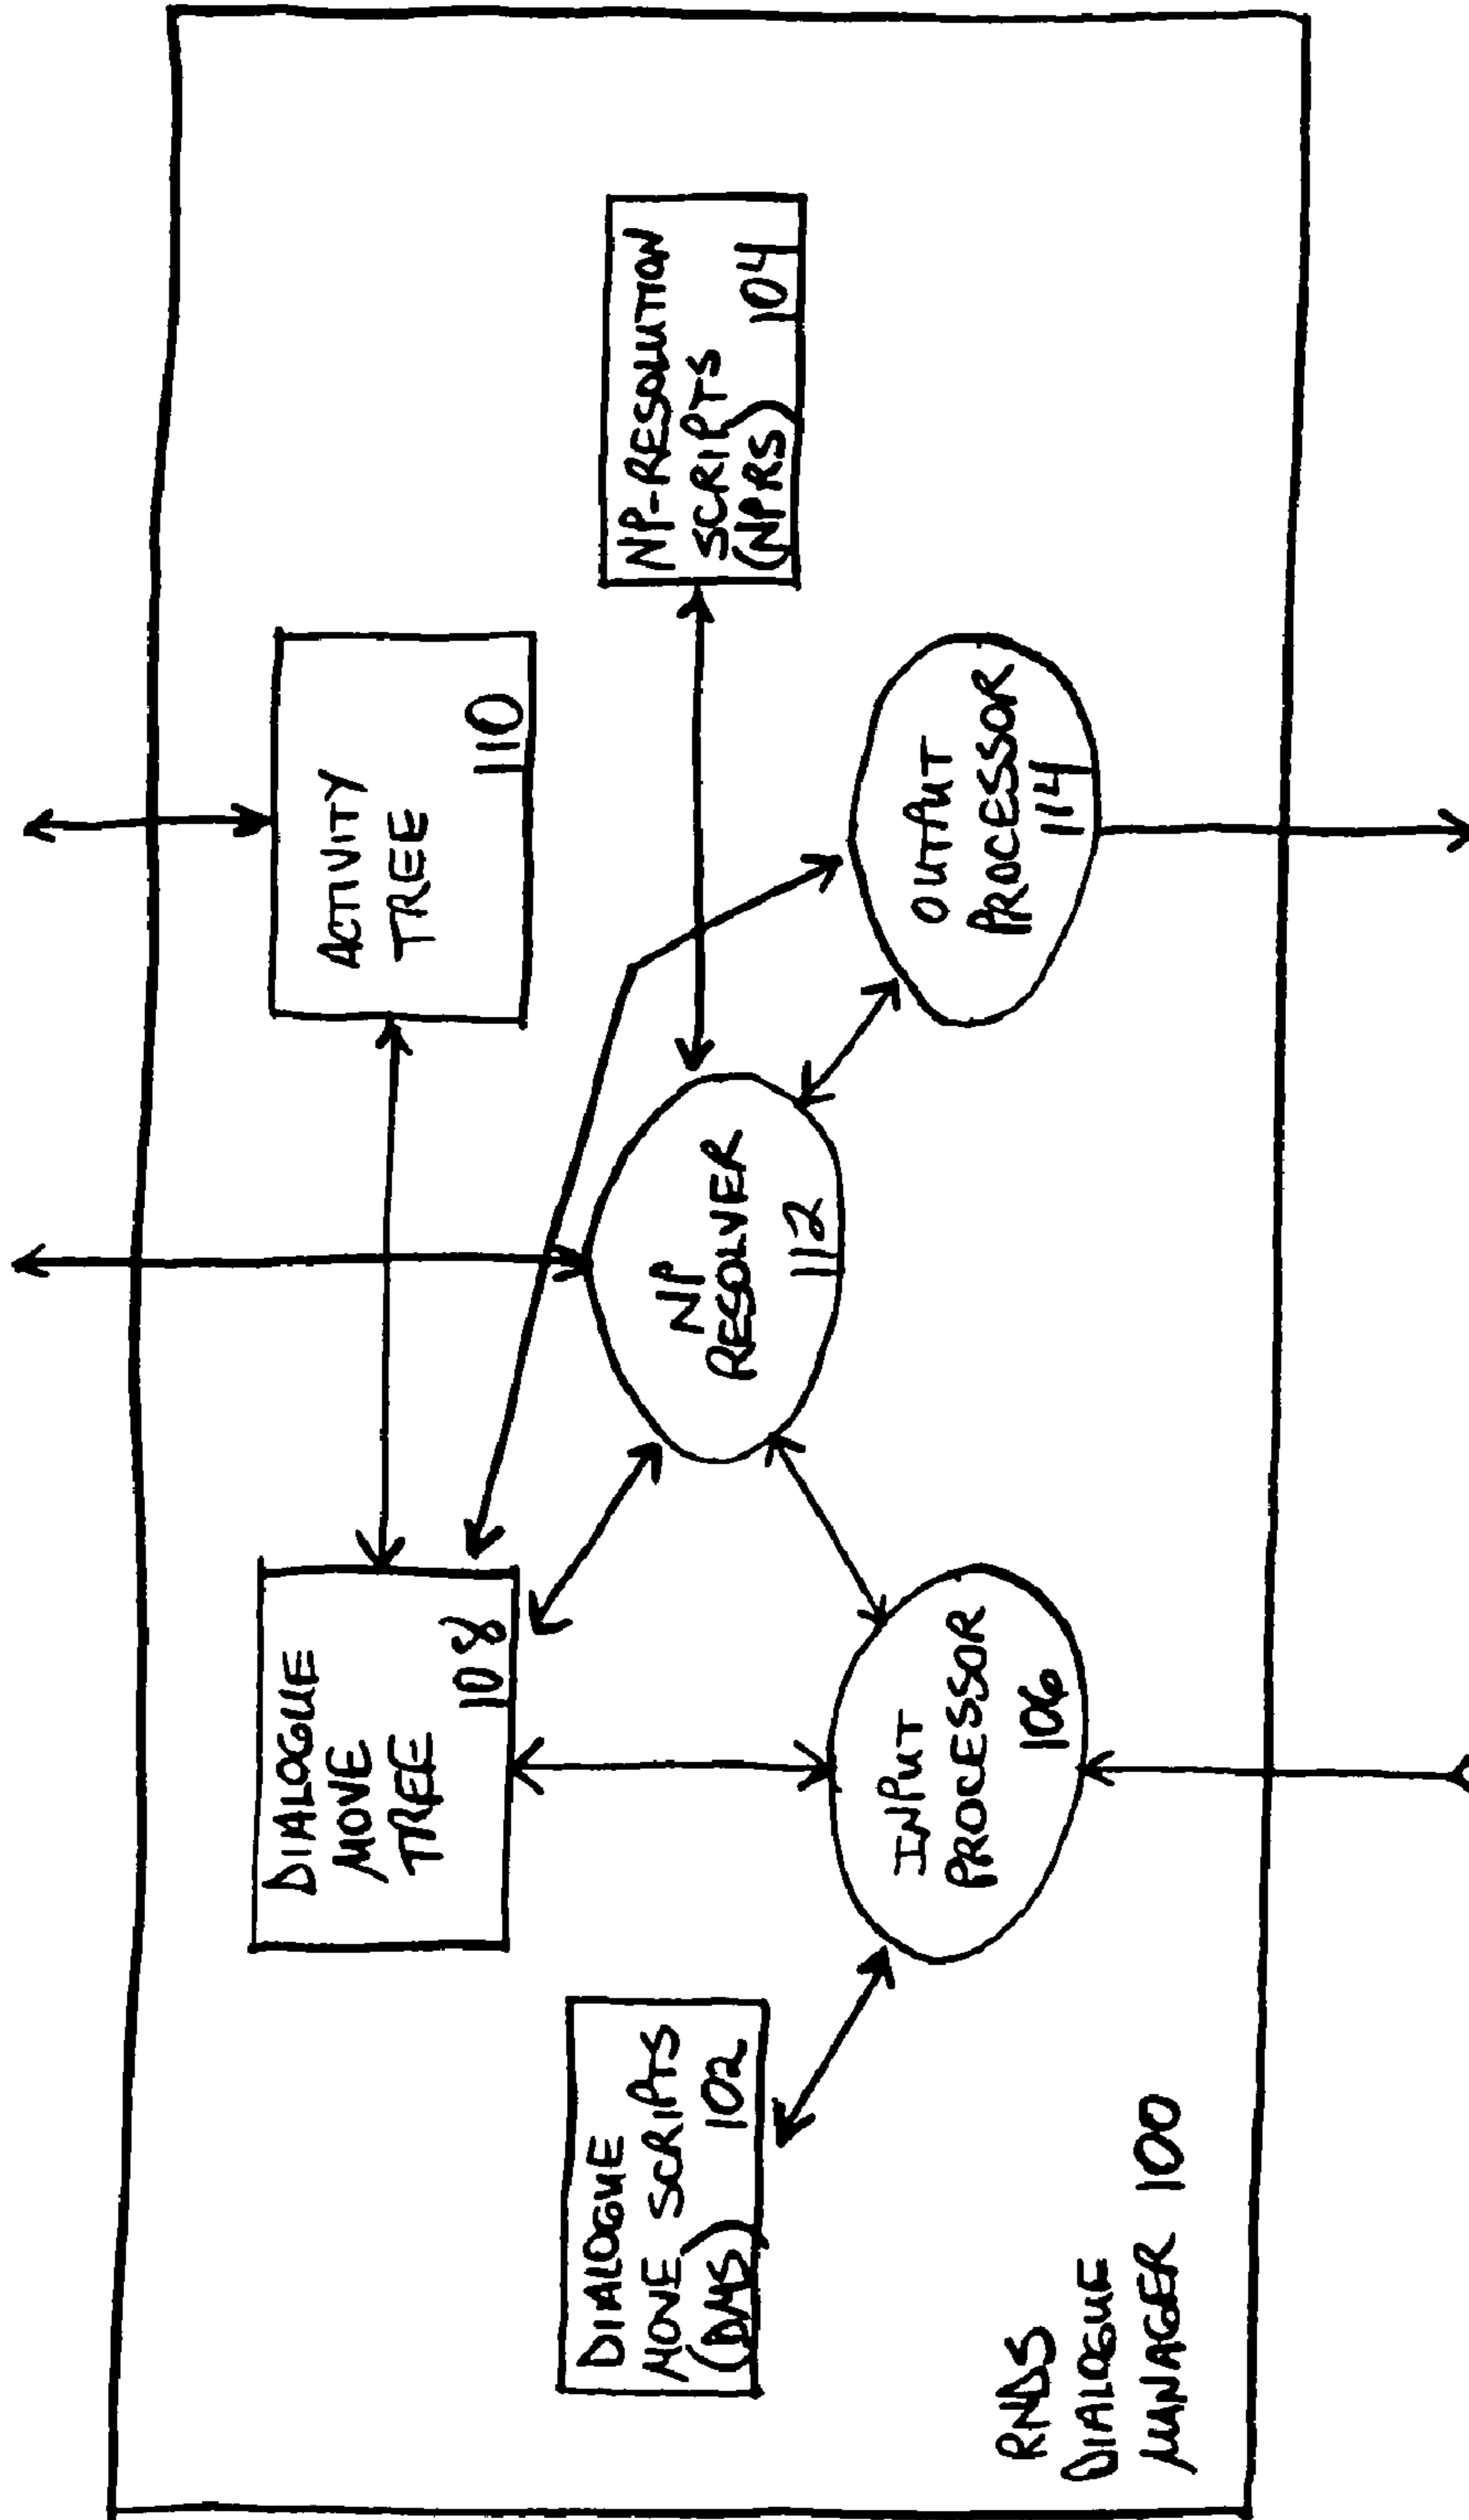 DIALOGUE
MOVE
TREE
108
ACTIVITY
TREE
110
DIALOGUE
MOVE SCRIPTS
(DMS) 102
NP
RESOLVER
112
NP-RESOLUTION
SCRIPTS
(NPRS) 104
INPUT
PROCESSOR
106
OUTPUT
PROCESSOR
114
DIALOGUE
MANAGER 100